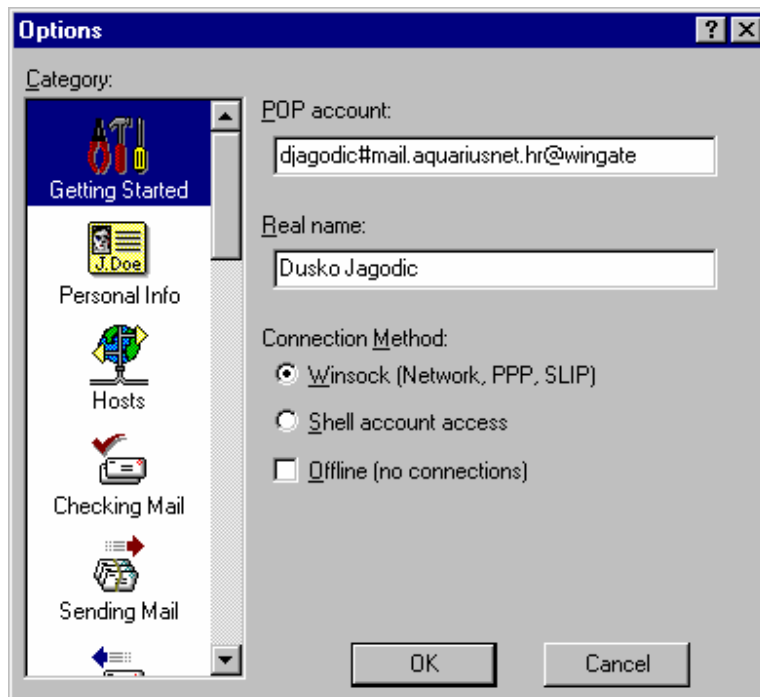 Options
Category:
Getting Started
J.Doe
Personal Info
Hosts
Checking Mail
Sending Mail
POP account:
djagodic#mail.aquariusnet.hr@wingate
Real name:
Dusko Jagodic
Connection Method:
Winsock (Network, PPP, SLIP)
Shell account access
Offline (no connections)
OK
Cancel